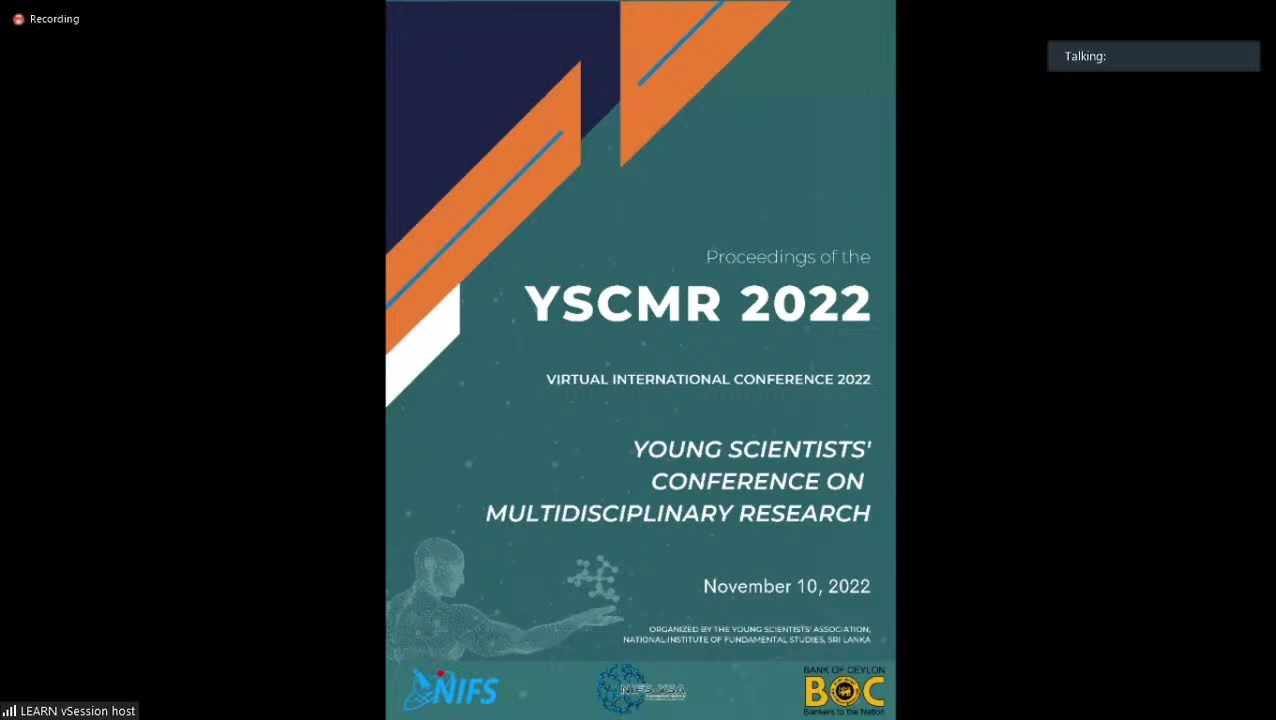 Recording
Talking:
Proceedings of the
YSCMR 2022
VIRTUAL INTERNATIONAL CONFERENCE 2022
YOUNG SCIENTISTS'
CONFERENCE ON
MULTIDISCIPLINARY RESEARCH
November 10, 2022
ORGANIZED BY THE YOUNG SCIENTISTS' ASSOCIATION,
NATIONAL INSTITUTE OF FUNDAMENTAL STUDIES, SRI LANKA
NIFS
NIFS-YSA
BANK OF CEYLON
BOC
Bankers to the Nation
LEARN vSession host